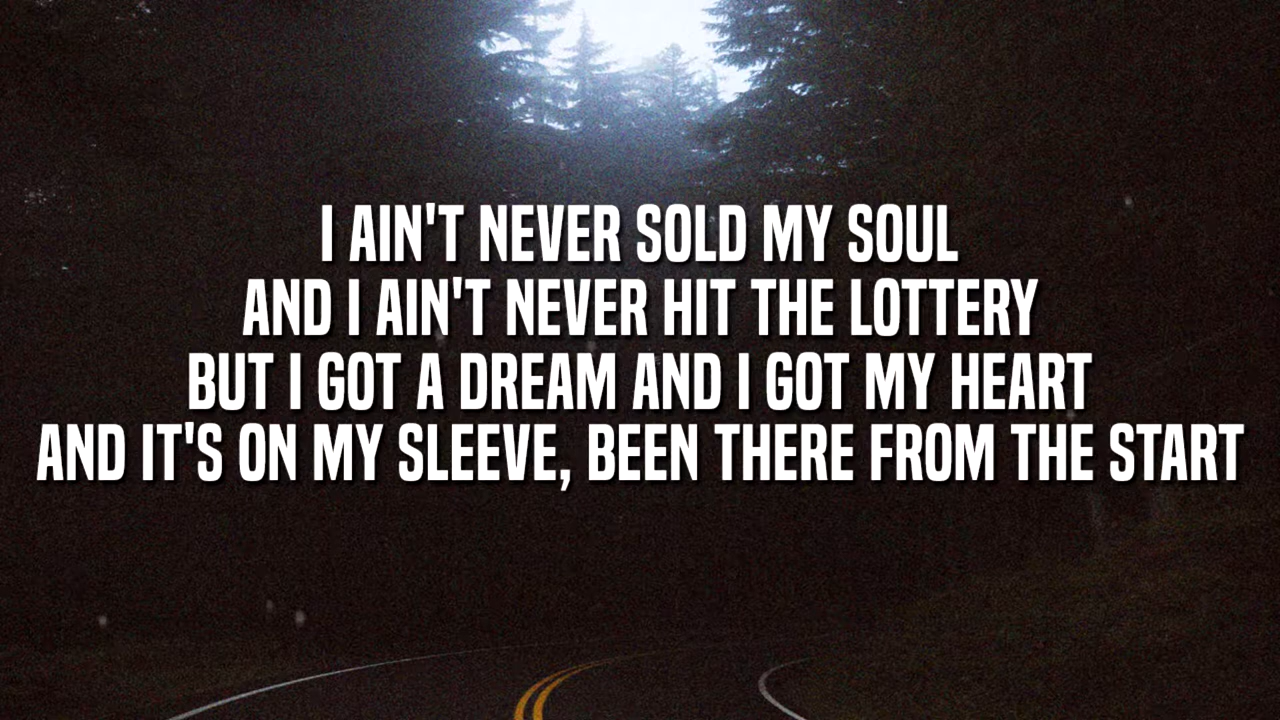 I AIN'T NEVER SOLD MY SOUL
AND I AIN'T NEVER HIT THE LOTTERY
BUT I GOT A DREAM AND I GOT MY HEART
AND IT'S ON MY SLEEVE, BEEN THERE FROM THE START